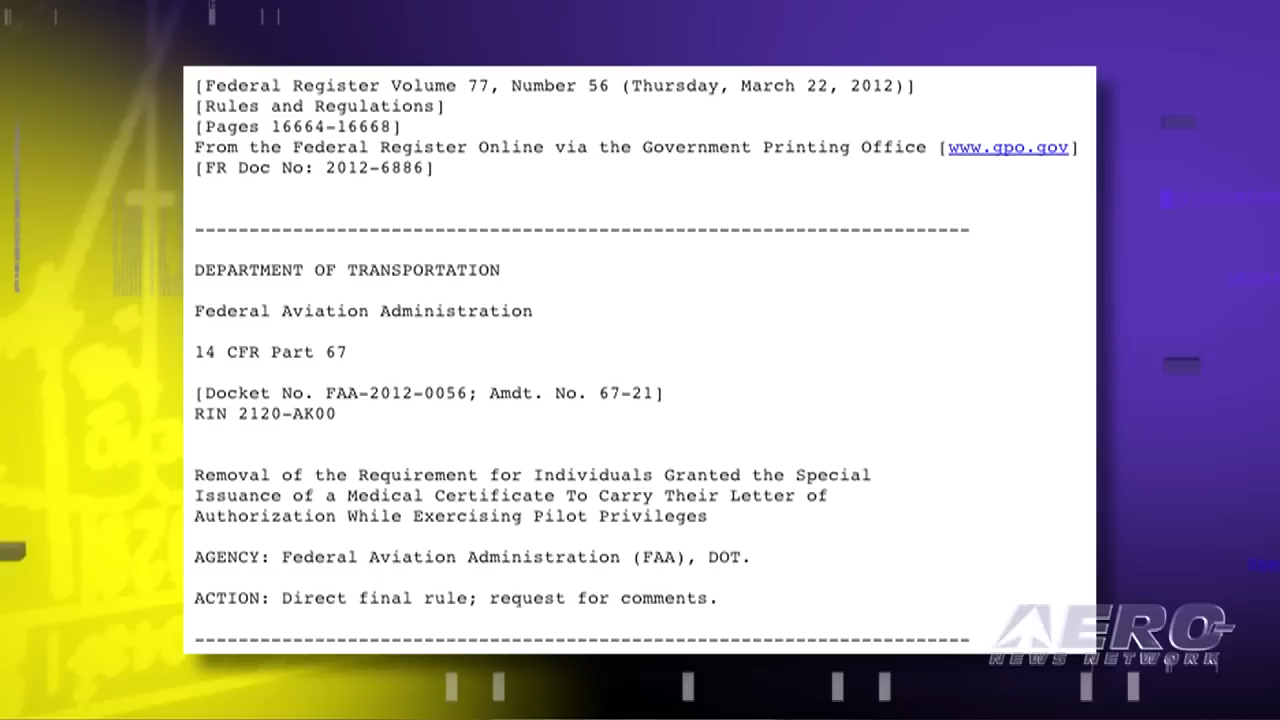 [Federal Register Volume 77, Number 56 (Thursday, March 22, 2012)]
[Rules and Regulations]
[Pages 16664-16668]
From the Federal Register Online via the Government Printing Office [www.gpo.gov]
[FR Doc No: 2012-6886]
-----------------------------------------------------------------------
DEPARTMENT OF TRANSPORTATION
Federal Aviation Administration
14 CFR Part 67
[Docket No. FAA-2012-0056; Amdt. No. 67-21]
RIN 2120-AK00
Removal of the Requirement for Individuals Granted the Special
Issuance of a Medical Certificate To Carry Their Letter of
Authorization While Exercising Pilot Privileges
AGENCY: Federal Aviation Administration (FAA), DOT.
ACTION: Direct final rule; request for comments.
-----------------------------------------------------------------------
AERO-
NEWS NETWORK